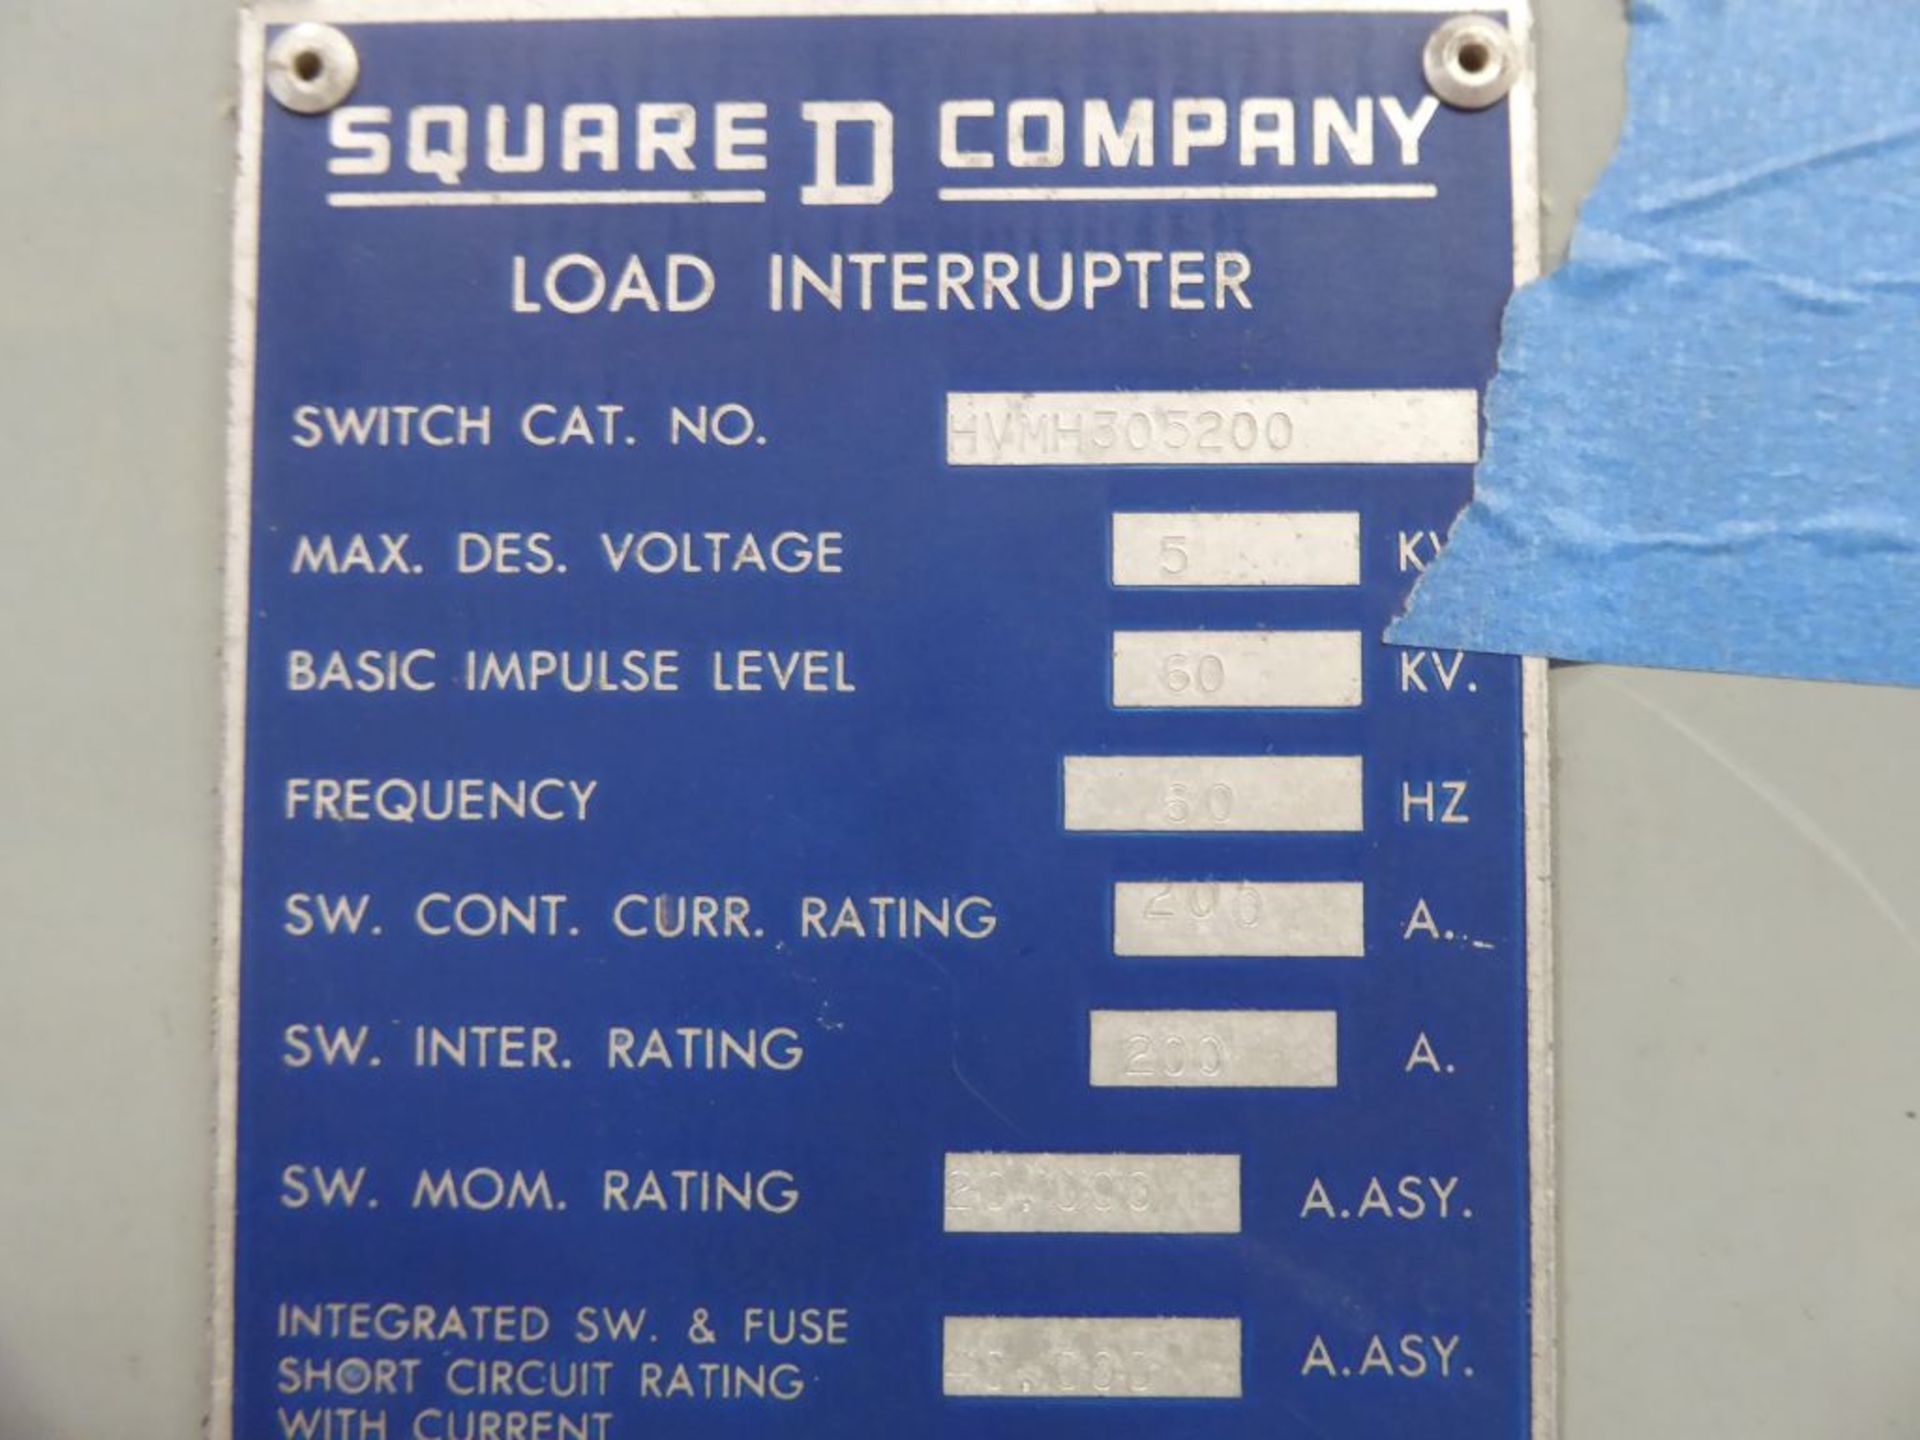 SQUARE D COMPANY
LOAD INTERRUPTER
SWITCH CAT. NO. HVMH305200
MAX. DES. VOLTAGE 5
BASIC IMPULSE LEVEL 60 KV.
FREQUENCY 60 HZ
SW. CONT. CURR. RATING 200 A.
SW. INTER. RATING 200 A.
SW. MOM. RATING 20,000 A.ASY.
INTEGRATED SW. & FUSE
SHORT CIRCUIT RATING A.ASY.
WITH CURRENT